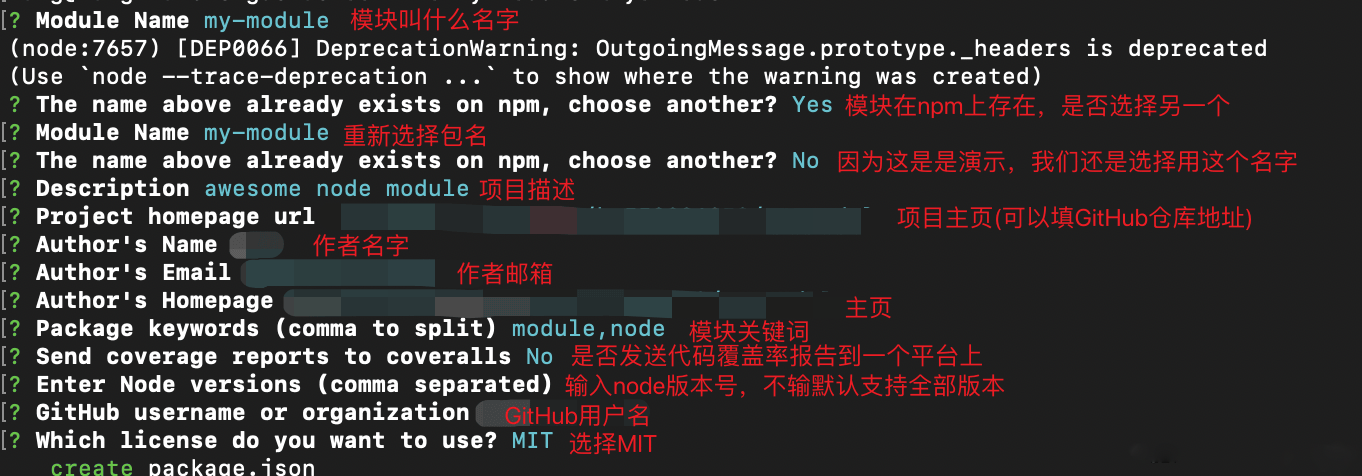 [? Module Name my-module 模块叫什么名字
(node:7657) [DEP0066] DeprecationWarning: OutgoingMessage.prototype._headers is deprecated
(Use `node --trace-deprecation ...` to show where the warning was created)
? The name above already exists on npm, choose another? Yes 模块在npm上存在，是否选择另一个
[? Module Name my-module 重新选择包名
[? The name above already exists on npm, choose another? No 因为这是是演示，我们还是选择用这个名字
[? Description awesome node module 项目描述
[? Project homepage url 项目主页(可以填GitHub仓库地址)
[? Author's Name 作者名字
[? Author's Email 作者邮箱
[? Author's Homepage 主页
[? Package keywords (comma to split) module,node 模块关键词
[? Send coverage reports to coveralls No 是否发送代码覆盖率报告到一个平台上
[? Enter Node versions (comma separated) 输入node版本号，不输默认支持全部版本
[? GitHub username or organization GitHub用户名
[? Which license do you want to use? MIT 选择MIT
create package.json